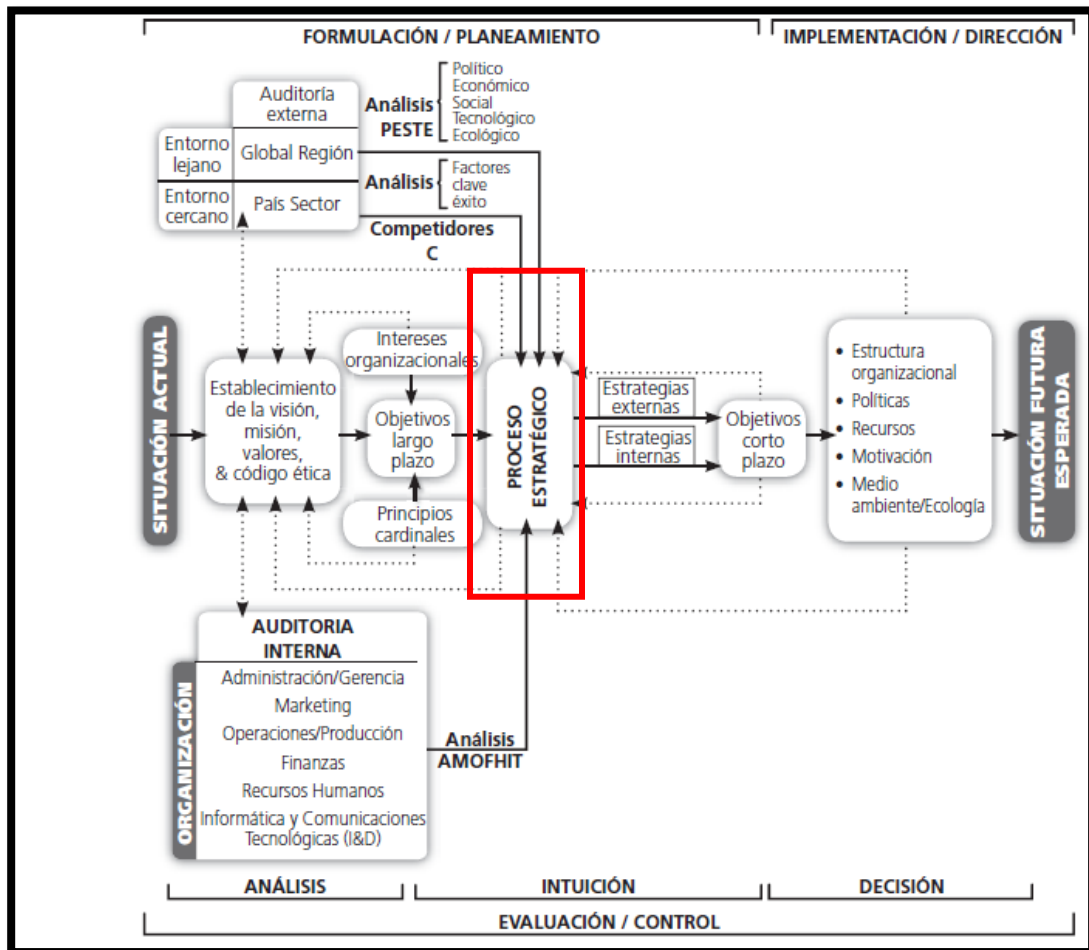 FORMULACIÓN / PLANEAMIENTO
IMPLEMENTACIÓN / DIRECCIÓN
Auditoría
externa
Entorno
lejano
Global Región
Entorno
cercano
País Sector
Análisis
PESTE
Político
Económico
Social
Tecnológico
Ecológico
Análisis
Factores
clave
éxito
Competidores
C
SITUACIÓN ACTUAL
Establecimiento
de la visión,
misión,
valores,
& código ética
Intereses
organizacionales
Objetivos
largo
plazo
Principios
cardinales
PROCESO
ESTRATÉGICO
Estrategias
externas
Estrategias
internas
Objetivos
corto
plazo
• Estructura
organizacional
• Políticas
• Recursos
• Motivación
• Medio
ambiente/Ecología
SITUACIÓN FUTURA
ESPERADA
ORGANIZACIÓN
AUDITORIA
INTERNA
Administración/Gerencia
Marketing
Operaciones/Producción
Finanzas
Recursos Humanos
Informática y Comunicaciones
Tecnológicas (I&D)
Análisis
AMOFHIT
ANÁLISIS
INTUICIÓN
DECISIÓN
EVALUACIÓN / CONTROL